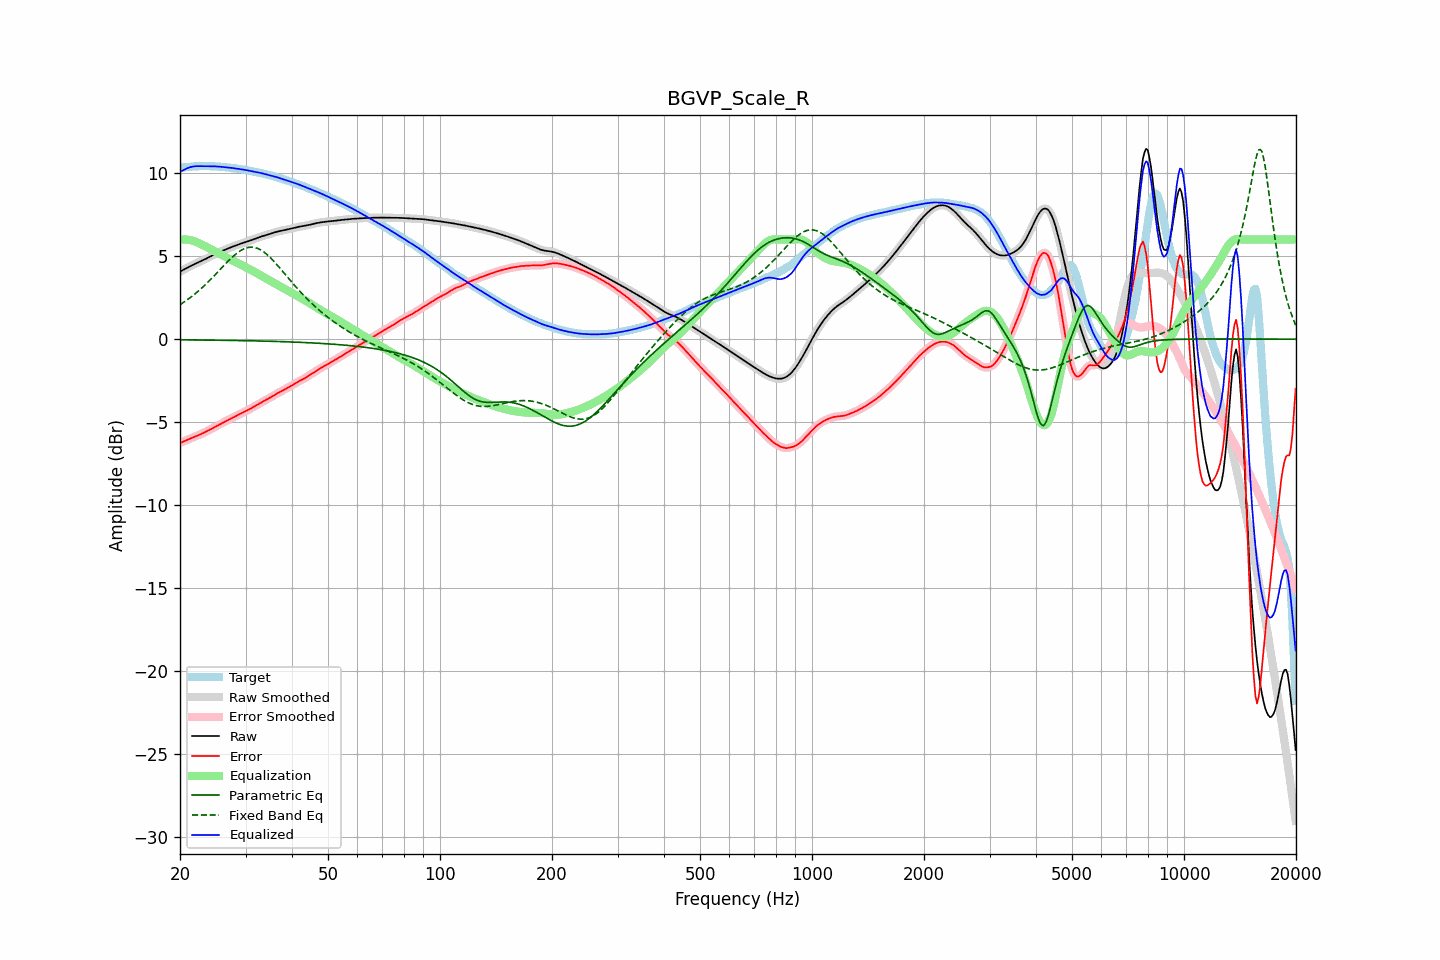 BGVP_Scale_R
10
5
0
−5
−10
−15
−20
−25
−30
Amplitude (dBr)
Target
Raw Smoothed
Error Smoothed
Raw
Error
Equalization
Parametric Eq
Fixed Band Eq
Equalized
20 50 100 200 500 1000 2000 5000 10000 20000
Frequency (Hz)